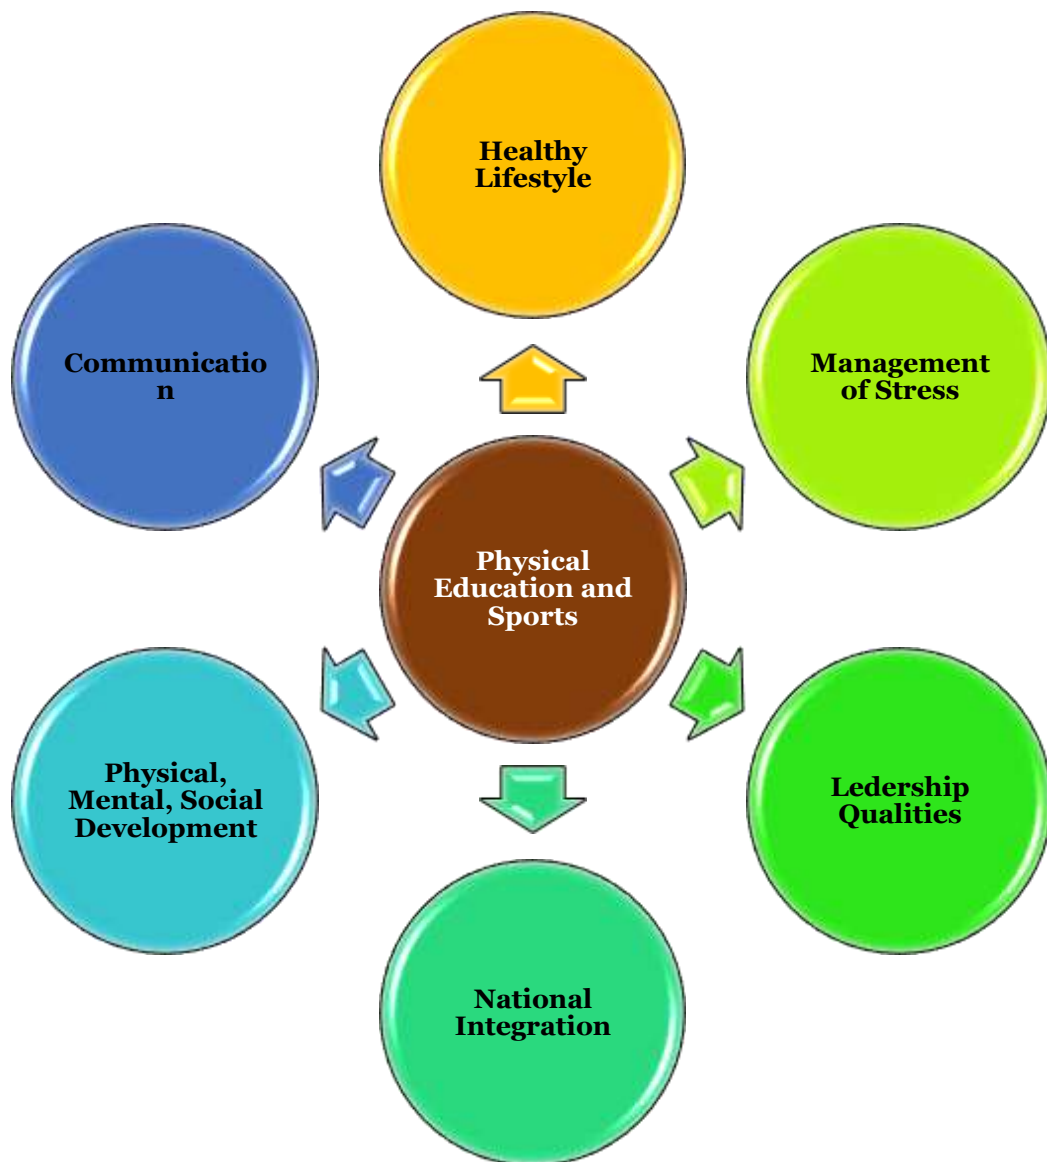 Healthy
Lifestyle
Communicatio
n
Management
of Stress
Physical
Education and
Sports
Physical,
Mental, Social
Development
Ledership
Qualities
National
Integration